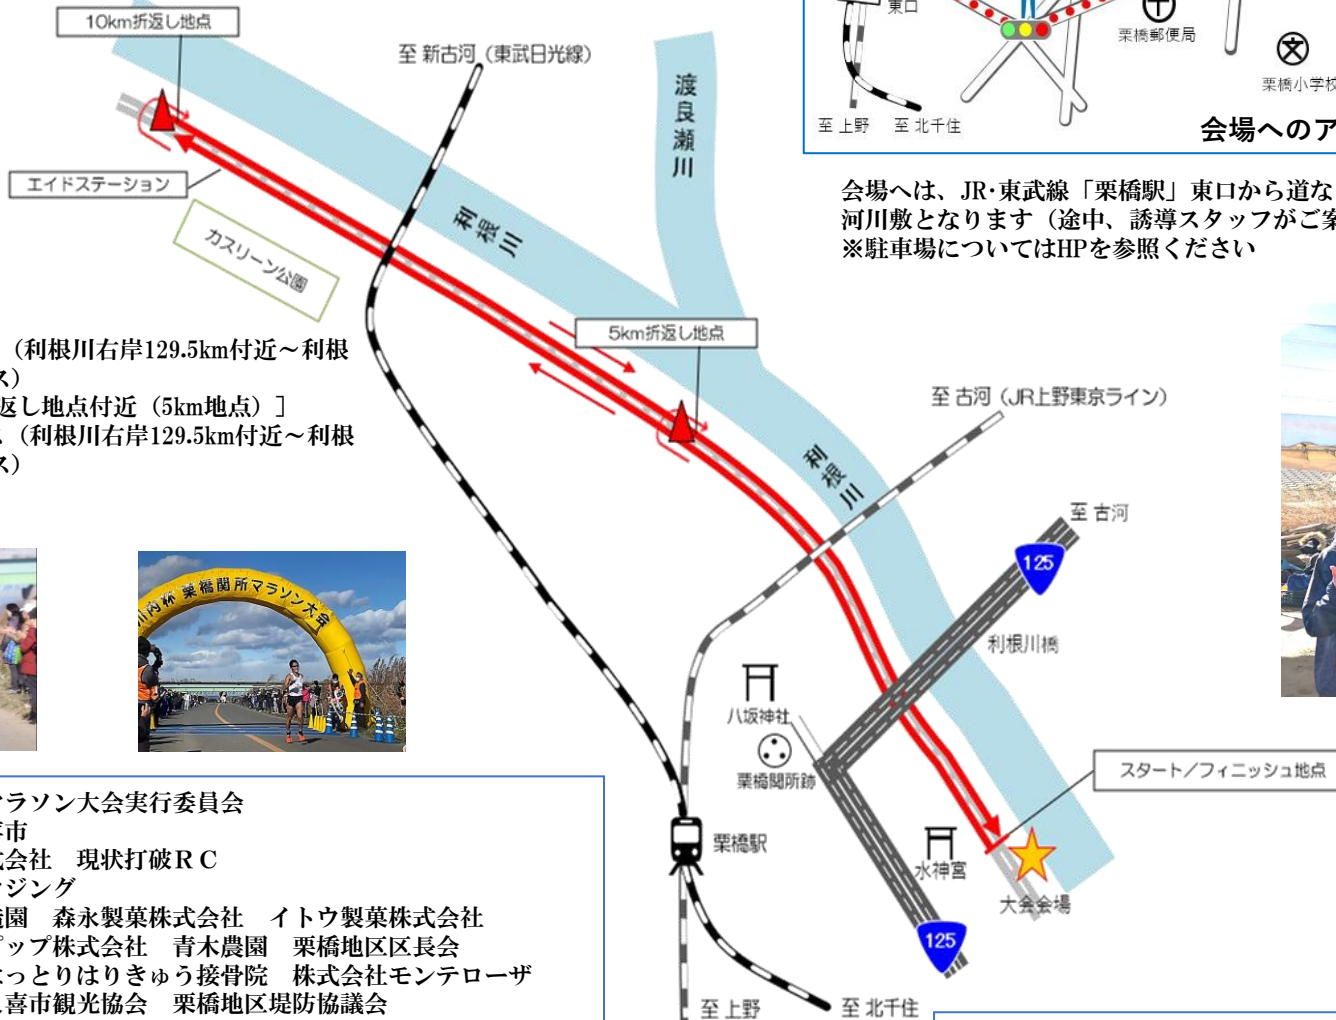 10km折返し地点
至 新古河（東武日光線）
渡良瀬川
エイドステーション
利根川
カスリーン公園
5km折返し地点
至 古河（JR上野東京ライン）
利根川
至 古河
125
利根川橋
八坂神社
栗橋関所跡
スタート／フィニッシュ地点
栗橋駅
水神宮
大会会場
125
至 上野
至 北千住
東口
栗橋郵便局
文
栗橋小学校
至 上野
至 北千住
会場へのア
会場へは、JR・東武線「栗橋駅」東口から道な
河川敷となります（途中、誘導スタッフがご案
※駐車場についてはHPを参照ください
（利根川右岸129.5km付近～利根
ス）
返し地点付近（5km地点）］
（利根川右岸129.5km付近～利根
ス）
川内杯 栗橋関所マラソン大会
マラソン大会実行委員会
市
式会社　現状打破ＲＣ
ンジング
園　森永製菓株式会社　イトウ製菓株式会社
ップ株式会社　青木農園　栗橋地区区長会
はっとりはりきゅう接骨院　株式会社モンテローザ
喜市観光協会　栗橋地区堤防協議会